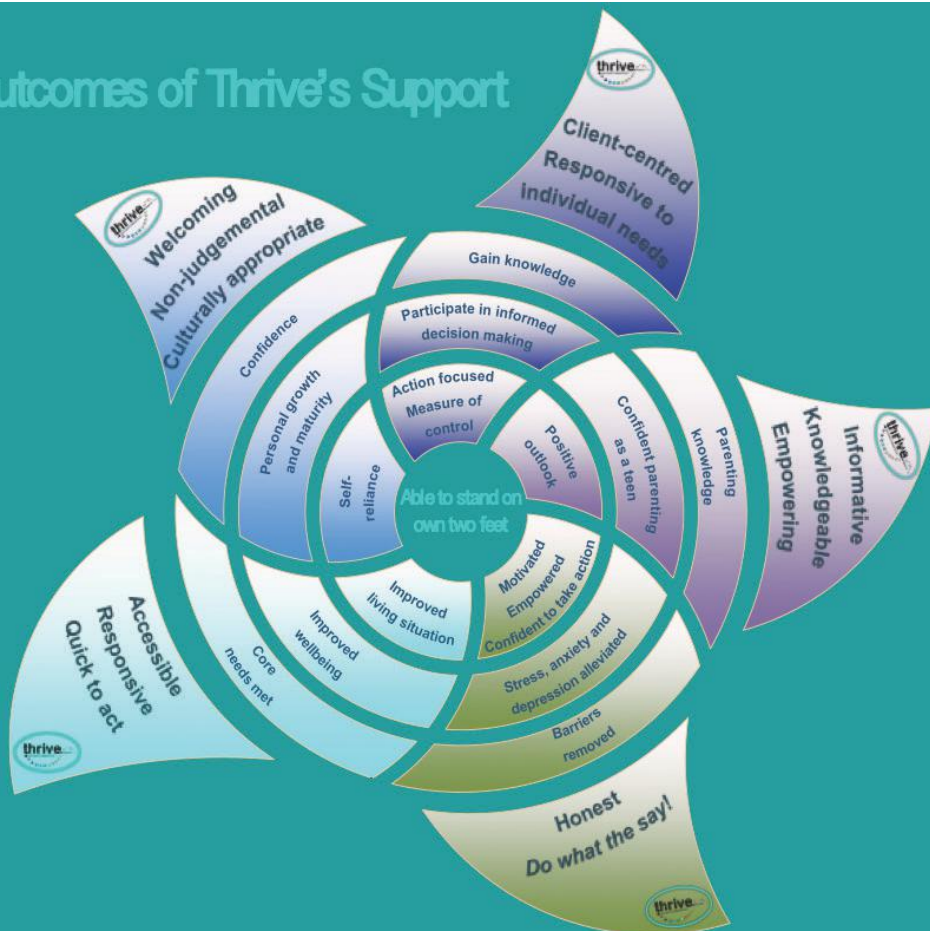 utcomes of Thrive's Support
thrive
Client-centred
Responsive to
individual needs
thrive
Welcoming
Non-judgemental
Culturally appropriate
Gain knowledge
Participate in informed
decision making
Action focused
Measure of
control
Confidence
Personal growth
and maturity
Self-
reliance
Positive
outlook
Confident parenting
as a teen
Parenting
knowledge
thrive
Informative
Knowledgeable
Empowering
Able to stand on
own two feet
Motivated
Empowered
Confident to take action
Stress, anxiety and
depression alleviated
Barriers
removed
Improved
living situation
Improved
wellbeing
Core
needs met
Accessible
Responsive
Quick to act
thrive
Honest
Do what the say!
thrive